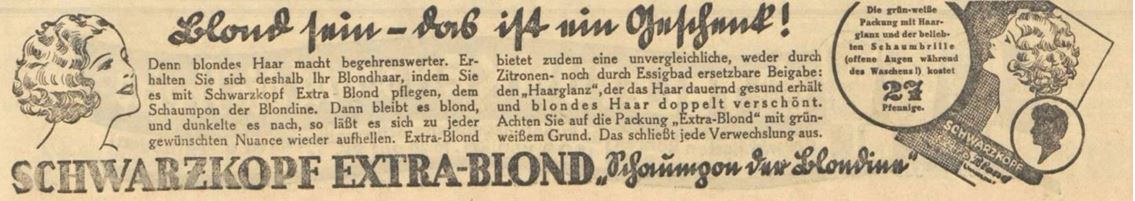 Blond sein – das ist ein Geschenk!
Denn blondes Haar macht begehrenswerter. Er-
halten Sie sich deshalb Ihr Blondhaar, indem Sie
es mit Schwarzkopf Extra-Blond pflegen, dem
Schaumpon der Blondine. Dann bleibt es blond,
und dunkelte es nach, so läßt es sich zu jeder
gewünschten Nuance wieder aufhellen. Extra-Blond
bietet zudem eine unvergleichliche, weder durch
Zitronen- noch durch Essigbad ersetzbare Beigabe:
den „Haarglanz", der das Haar dauernd gesund erhält
und blondes Haar doppelt verschönt.
Achten Sie auf die Packung „Extra-Blond" mit grün-
weißem Grund. Das schließt jede Verwechslung aus.
SCHWARZKOPF EXTRA-BLOND „Schaumpon der Blondine"
Die grün-weiße
Packung mit Haar-
glanz und der belieb-
ten Schaumbrille
(offene Augen während
des Waschens!) kostet
27
Pfennige.
SCHWARZKOPF
Blond